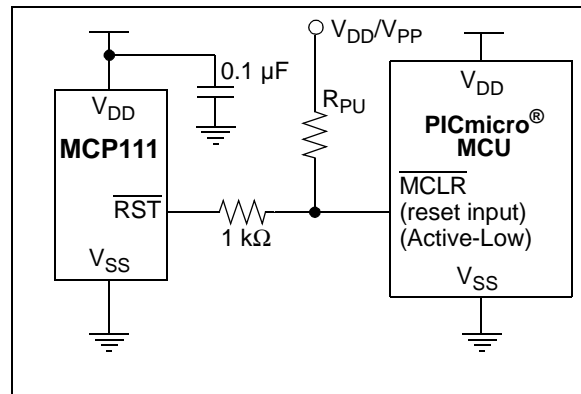 V_DD/V_PP
0.1 µF
V_DD
MCP111
R_PU
V_DD
PICmicro®
MCU
RST
MCLR
(reset input)
(Active-Low)
1 kΩ
V_SS
V_SS